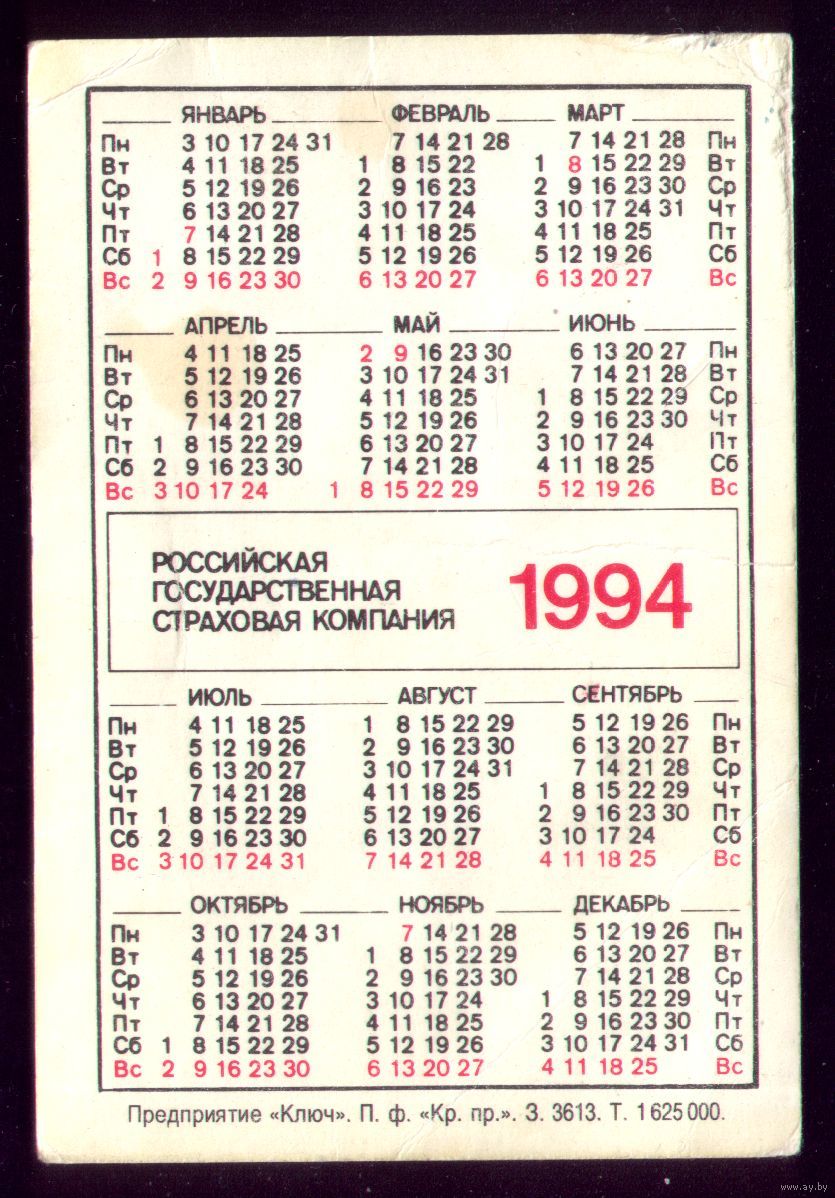 ЯНВАРЬ ФЕВРАЛЬ МАРТ
Пн 3 10 17 24 31 7 14 21 28 7 14 21 28 Пн
Вт 4 11 18 25 1 8 15 22 1 8 15 22 29 Вт
Ср 5 12 19 26 2 9 16 23 2 9 16 23 30 Ср
Чт 6 13 20 27 3 10 17 24 3 10 17 24 31 Чт
Пт 7 14 21 28 4 11 18 25 4 11 18 25 Пт
Сб 1 8 15 22 29 5 12 19 26 5 12 19 26 Сб
Вс 2 9 16 23 30 6 13 20 27 6 13 20 27 Вс
АПРЕЛЬ МАЙ ИЮНЬ
Пн 4 11 18 25 2 9 16 23 30 6 13 20 27 Пн
Вт 5 12 19 26 3 10 17 24 31 7 14 21 28 Вт
Ср 6 13 20 27 4 11 18 25 1 8 15 22 29 Ср
Чт 7 14 21 28 5 12 19 26 2 9 16 23 30 Чт
Пт 1 8 15 22 29 6 13 20 27 3 10 17 24 Пт
Сб 2 9 16 23 30 7 14 21 28 4 11 18 25 Сб
Вс 3 10 17 24 1 8 15 22 29 5 12 19 26 Вс
РОССИЙСКАЯ
ГОСУДАРСТВЕННАЯ
СТРАХОВАЯ КОМПАНИЯ
1994
ИЮЛЬ АВГУСТ СЕНТЯБРЬ
Пн 4 11 18 25 1 8 15 22 29 5 12 19 26 Пн
Вт 5 12 19 26 2 9 16 23 30 6 13 20 27 Вт
Ср 6 13 20 27 3 10 17 24 31 7 14 21 28 Ср
Чт 7 14 21 28 4 11 18 25 1 8 15 22 29 Чт
Пт 1 8 15 22 29 5 12 19 26 2 9 16 23 30 Пт
Сб 2 9 16 23 30 6 13 20 27 3 10 17 24 Сб
Вс 3 10 17 24 31 7 14 21 28 4 11 18 25 Вс
ОКТЯБРЬ НОЯБРЬ ДЕКАБРЬ
Пн 3 10 17 24 31 7 14 21 28 5 12 19 26 Пн
Вт 4 11 18 25 1 8 15 22 29 6 13 20 27 Вт
Ср 5 12 19 26 2 9 16 23 30 7 14 21 28 Ср
Чт 6 13 20 27 3 10 17 24 1 8 15 22 29 Чт
Пт 7 14 21 28 4 11 18 25 2 9 16 23 30 Пт
Сб 1 8 15 22 29 5 12 19 26 3 10 17 24 31 Сб
Вс 2 9 16 23 30 6 13 20 27 4 11 18 25 Вс
Предприятие «Ключ». П. ф. «Кр. пр.». З. 3613. Т. 1 625 000.
www.ay.by